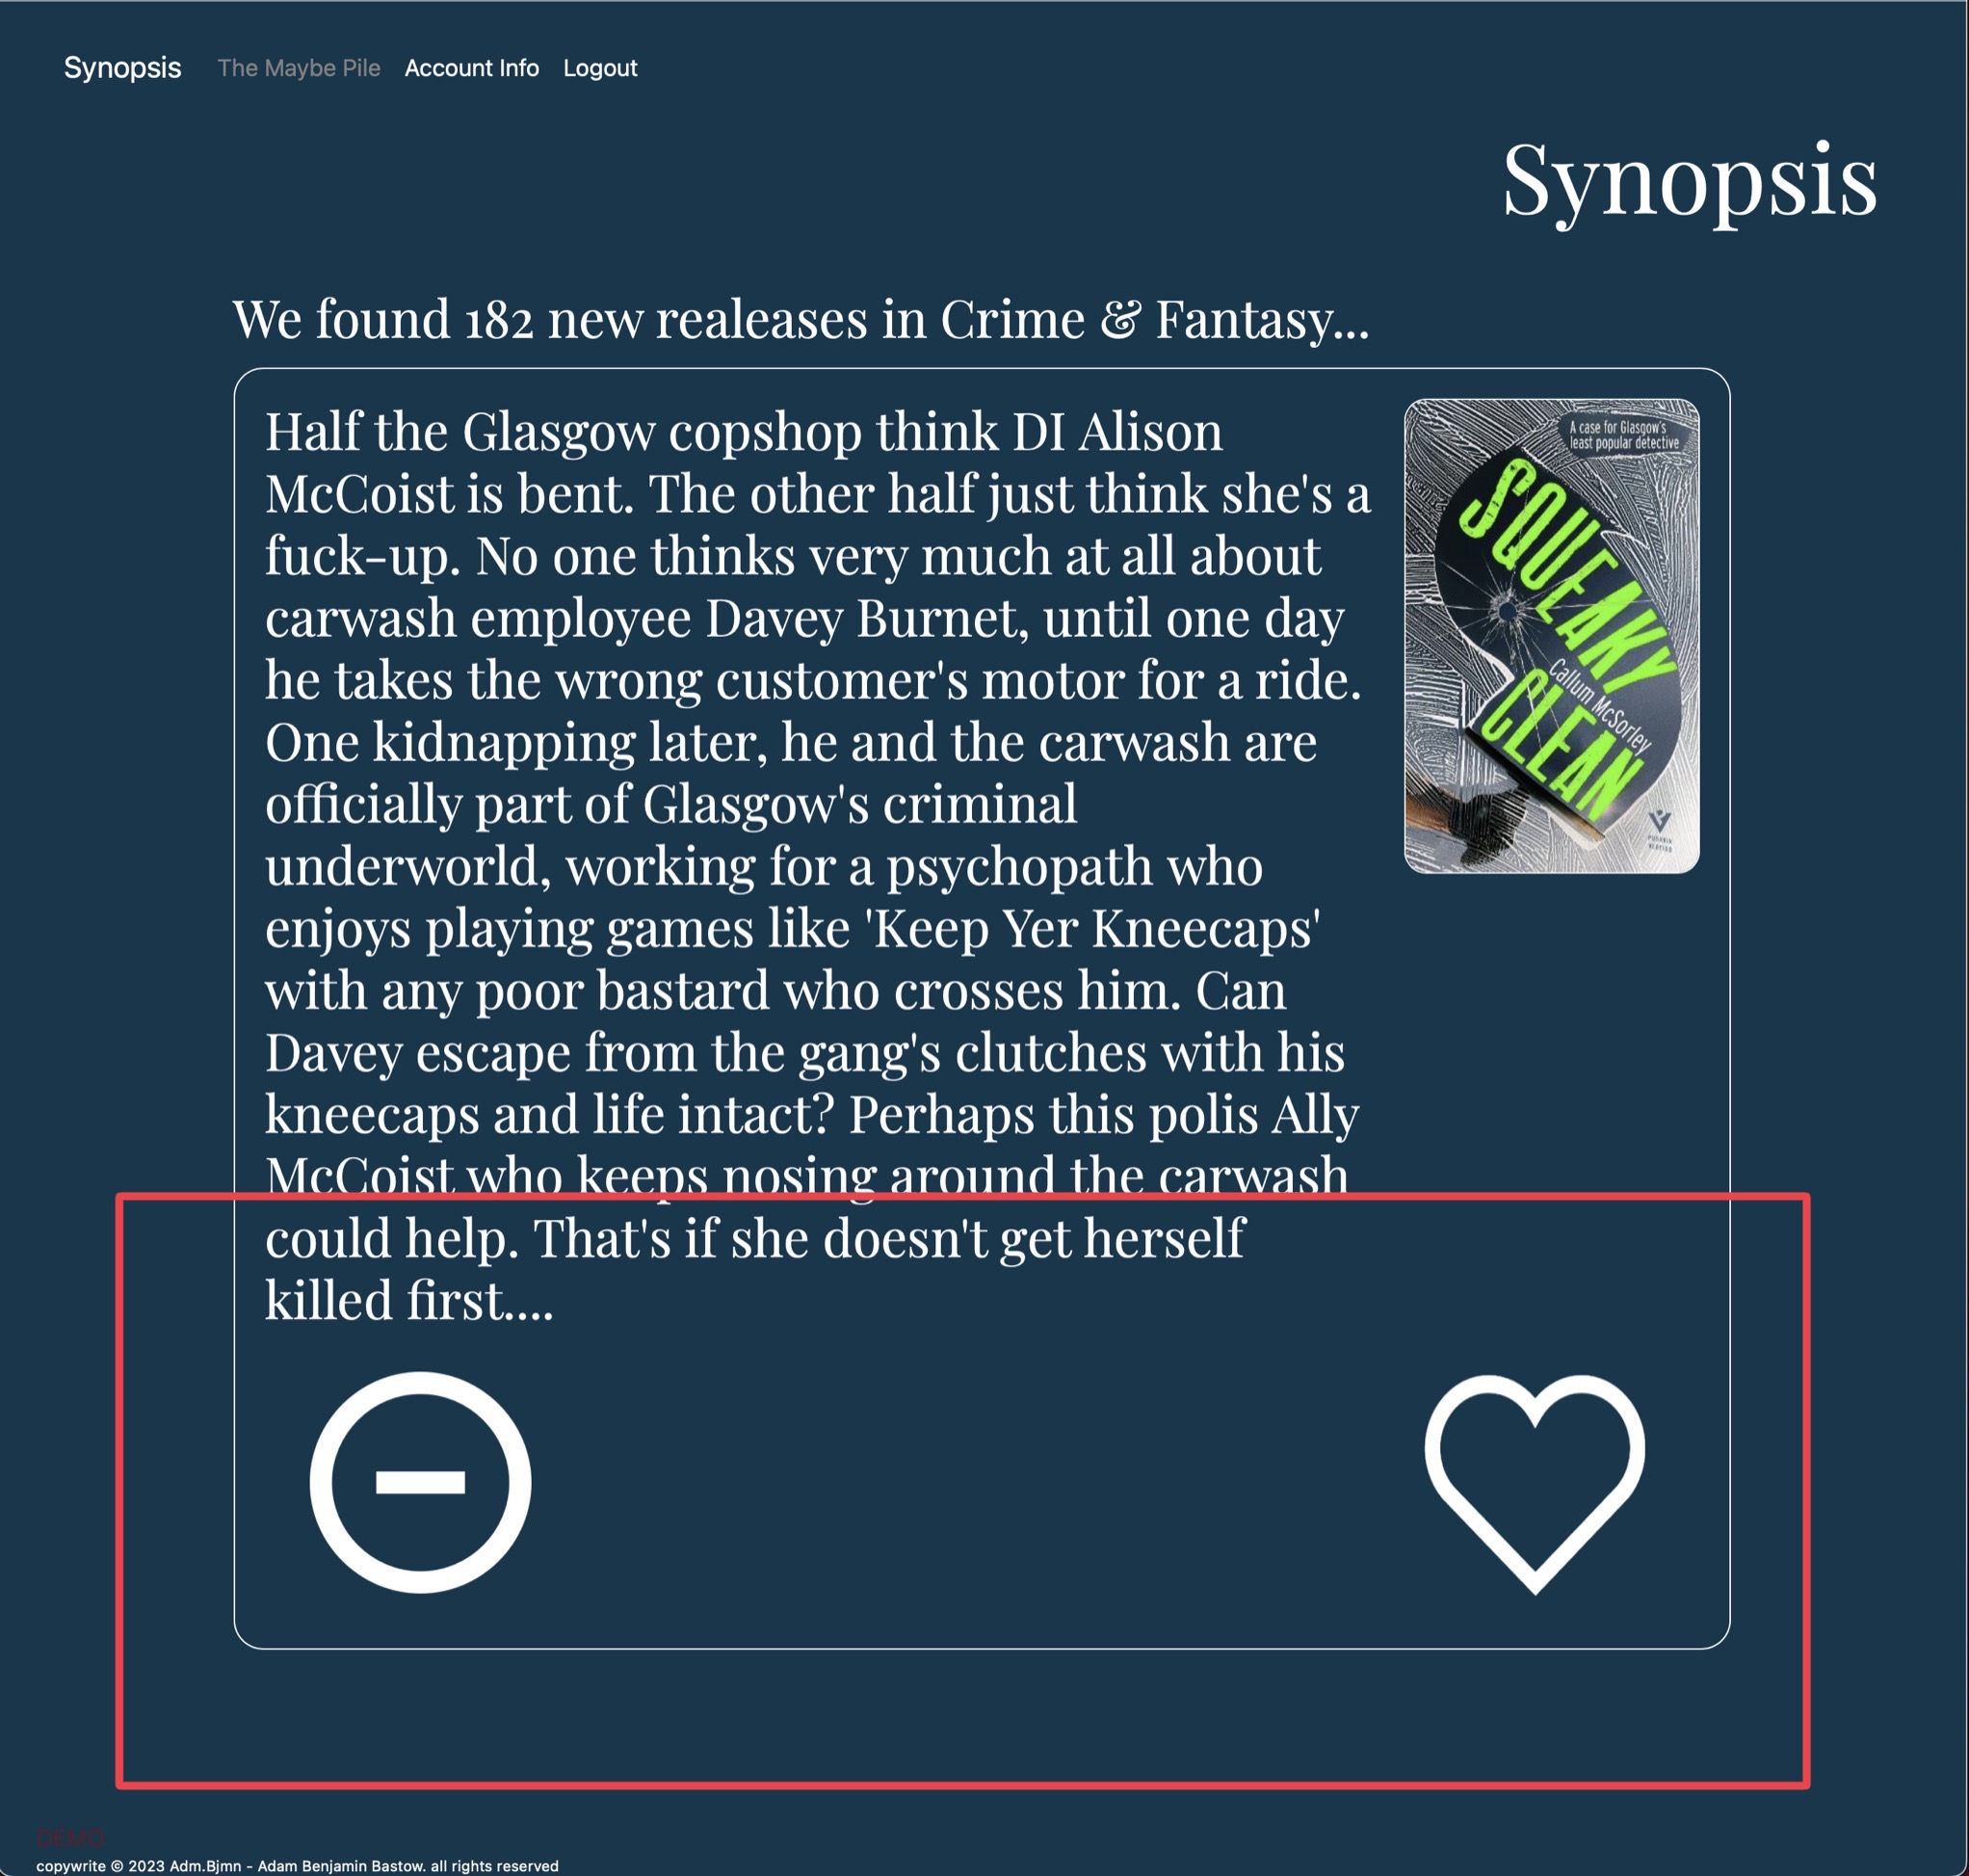 Synopsis The Maybe Pile Account Info Logout
Synopsis
We found 182 new realeases in Crime & Fantasy...
Half the Glasgow copshop think DI Alison
McCoist is bent. The other half just think she's a
fuck-up. No one thinks very much at all about
carwash employee Davey Burnet, until one day
he takes the wrong customer's motor for a ride.
One kidnapping later, he and the carwash are
officially part of Glasgow's criminal
underworld, working for a psychopath who
enjoys playing games like 'Keep Yer Kneecaps'
with any poor bastard who crosses him. Can
Davey escape from the gang's clutches with his
kneecaps and life intact? Perhaps this polis Ally
McCoist who keeps nosing around the carwash
could help. That's if she doesn't get herself
killed first....
A case for Glasgow's
least popular detective
SQUEAKY
Callum McSorley
CLEAN
PUSHKIN
VERTIGO
DEMO
copywrite © 2023 Adm.Bjmn - Adam Benjamin Bastow. all rights reserved